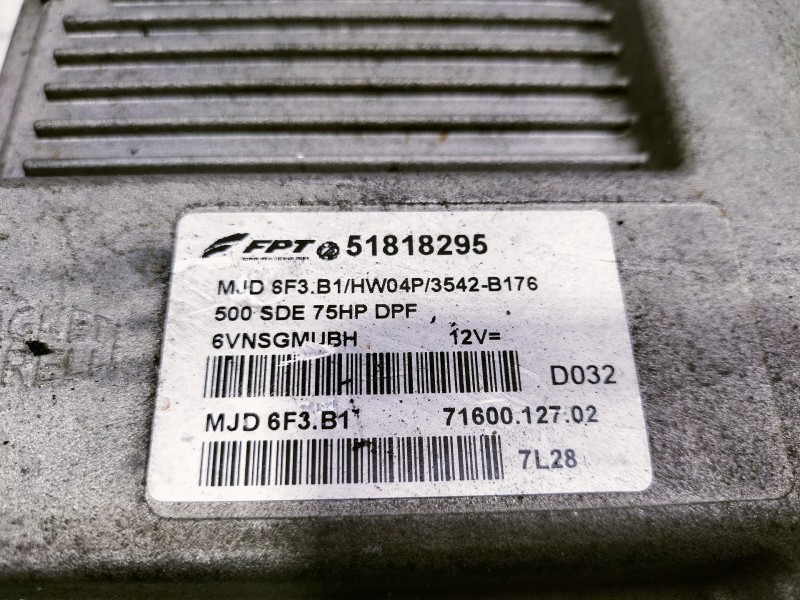 FPT 51818295
MJD 6F3.B1/HW04P/3542-B176
500 SDE 75HP DPF
6VNSGMUBH 12V=
D032
MJD 6F3.B1 71600.127.02
7L28